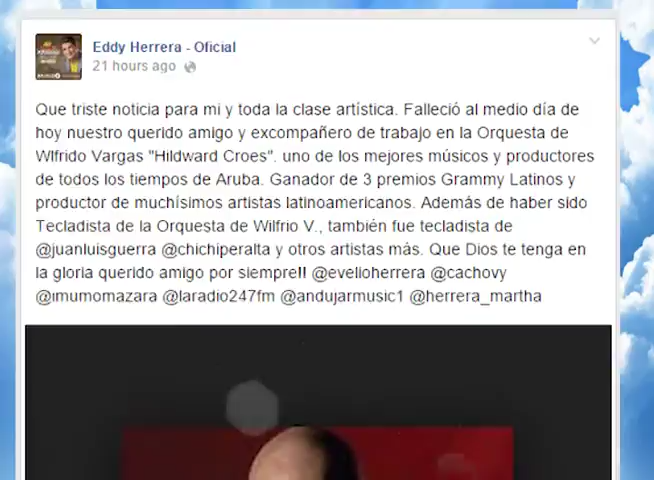 Eddy Herrera - Oficial
21 hours ago
Que triste noticia para mi y toda la clase artística. Falleció al medio día de
hoy nuestro querido amigo y excompañero de trabajo en la Orquesta de
Wlfrido Vargas "Hildward Croes". uno de los mejores músicos y productores
de todos los tiempos de Aruba. Ganador de 3 premios Grammy Latinos y
productor de muchísimos artistas latinoamericanos. Además de haber sido
Tecladista de la Orquesta de Wilfrio V., también fue tecladista de
@juanluisguerra @chichiperalta y otros artistas más. Que Dios te tenga en
la gloria querido amigo por siempre!! @evelioherrera @cachovy
@imumomazara @laradio247fm @andujarmusic1 @herrera_martha